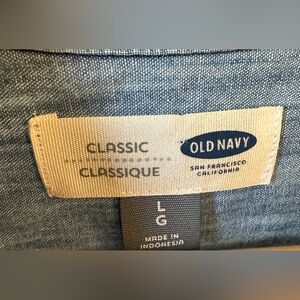 CLASSIC
CLASSIQUE
OLD NAVY
SAN FRANCISCO
CALIFORNIA
L
G
MADE IN
INDONESIA